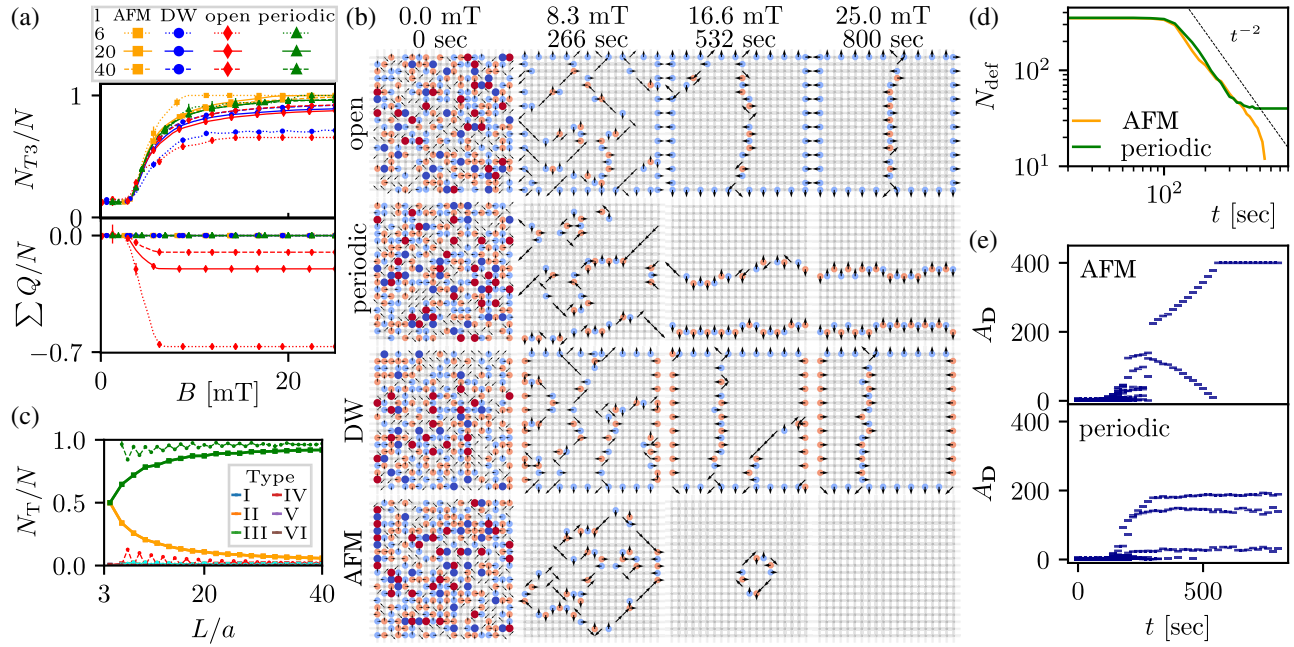 (a)
l AFM DW open periodic
6
20
40
1
0
N_{T3}/N
0.0
−0.7
∑ Q/N
0 20
B [mT]
(b)
0.0 mT 8.3 mT 16.6 mT 25.0 mT
0 sec 266 sec 532 sec 800 sec
open
periodic
DW
AFM
(c)
1.0
0.5
0.0
N_T/N
Type
I IV
II V
III VI
3 20 40
L/a
(d)
N_def
10^2
10^1
t^{−2}
AFM
periodic
10^2
t [sec]
(e)
AFM
400
200
0
A_D
periodic
400
200
0
A_D
0 500
t [sec]